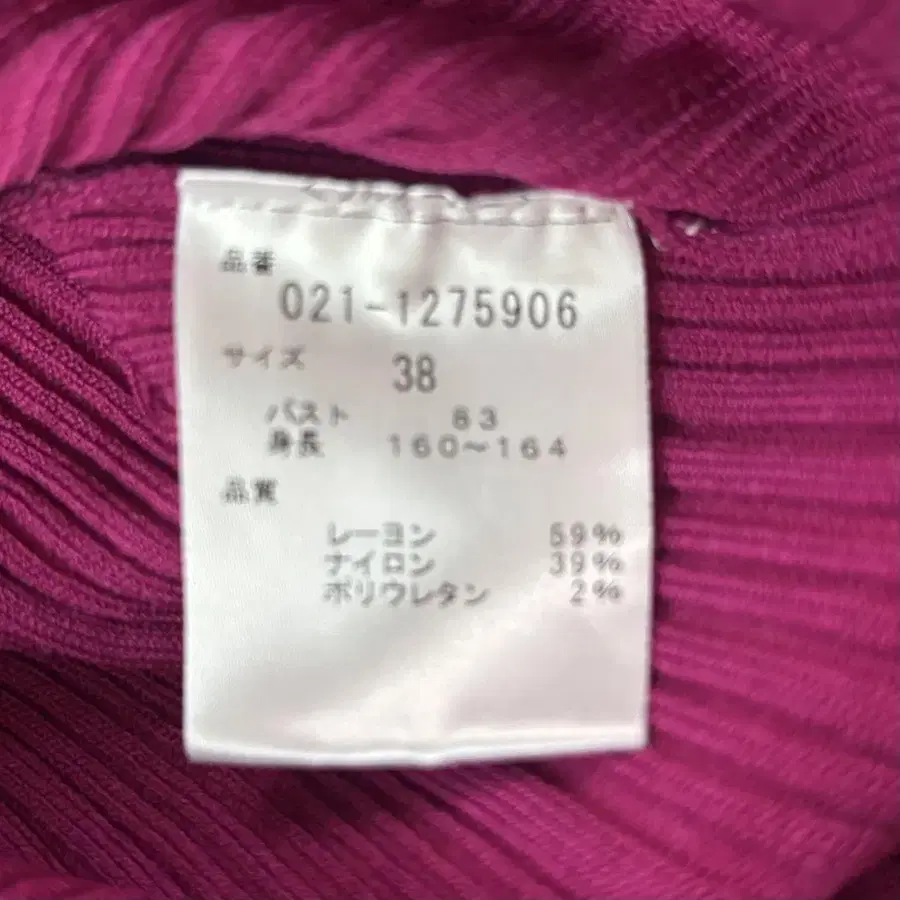 品番
021-1275906
サイズ 38
バスト 83
身長 160～164
品質
レーヨン 59%
ナイロン 39%
ポリウレタン 2%